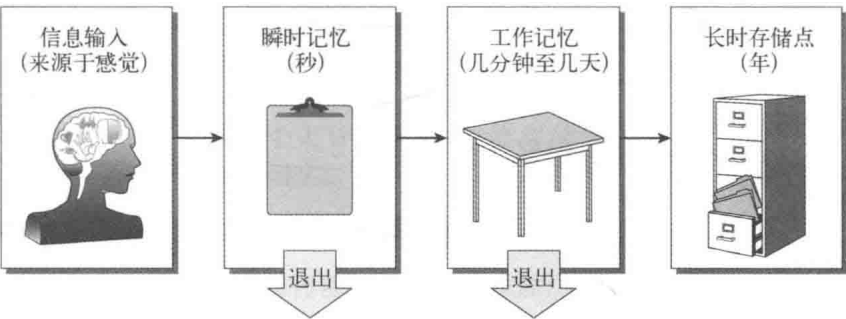 信息输入
(来源于感觉)
瞬时记忆
(秒)
工作记忆
(几分钟至几天)
长时存储点
(年)
退出
退出